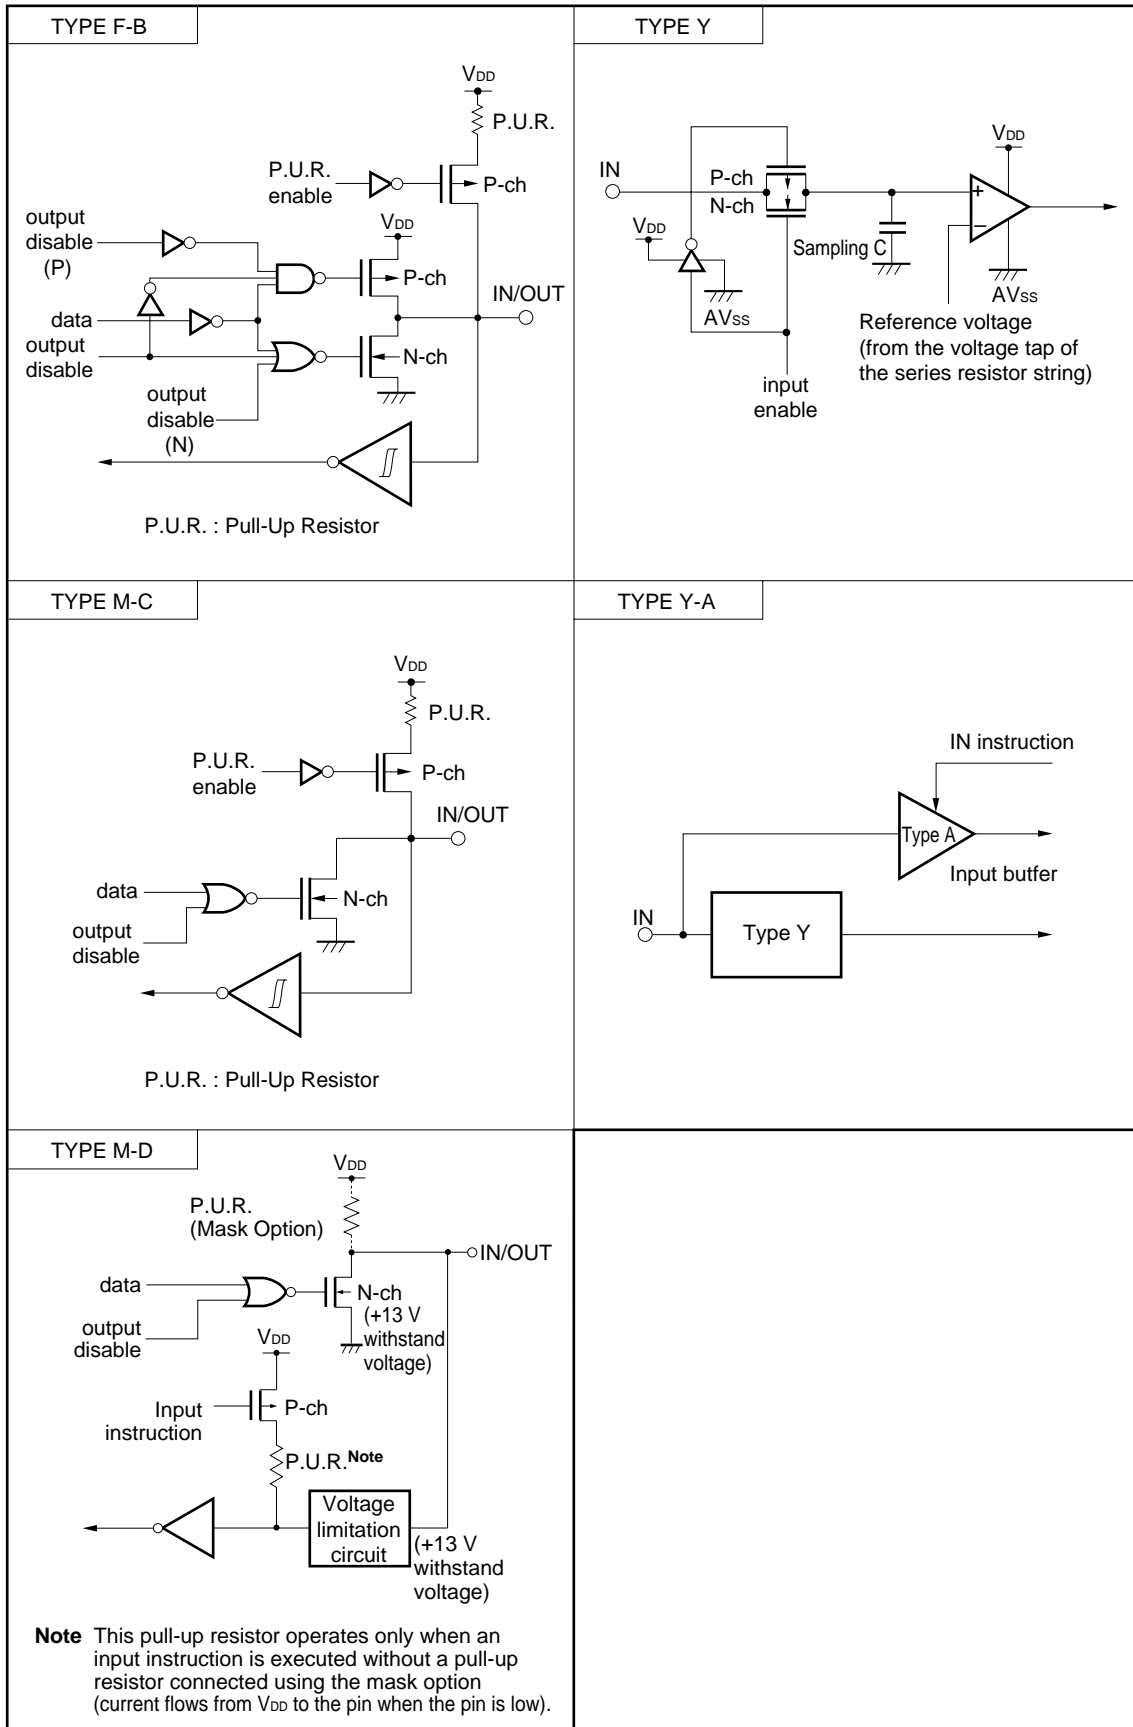 TYPE F-B
VDD
P.U.R.
P.U.R.
enable
P-ch
output
disable
(P)
VDD
P-ch
IN/OUT
data
output
disable
N-ch
output
disable
(N)
P.U.R. : Pull-Up Resistor
TYPE Y
VDD
IN
P-ch
N-ch
+
−
VDD
Sampling C
AVSS
AVSS
Reference voltage
(from the voltage tap of
the series resistor string)
input
enable
TYPE M-C
VDD
P.U.R.
P.U.R.
enable
P-ch
IN/OUT
data
N-ch
output
disable
P.U.R. : Pull-Up Resistor
TYPE Y-A
IN instruction
Type A
Input butfer
IN
Type Y
TYPE M-D
VDD
P.U.R.
(Mask Option)
IN/OUT
data
N-ch
(+13 V
withstand
voltage)
output
disable
VDD
P-ch
Input
instruction
P.U.R.Note
Voltage
limitation
circuit
(+13 V
withstand
voltage)
Note This pull-up resistor operates only when an
input instruction is executed without a pull-up
resistor connected using the mask option
(current flows from VDD to the pin when the pin is low).